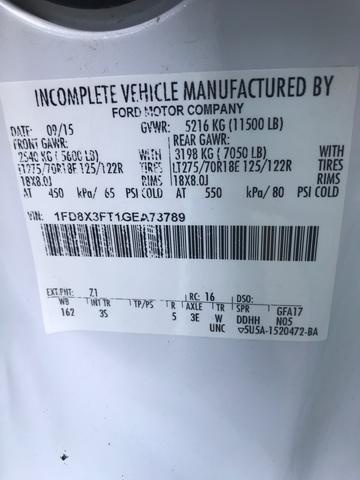 INCOMPLETE VEHICLE MANUFACTURED BY
FORD MOTOR COMPANY
DATE: 09/15 GVWR: 5216 KG (11500 LB)
FRONT GAWR: REAR GAWR:
2540 KG (5600 LB) WITH 3198 KG (7050 LB) WITH
LT275/70R18E 125/122R TIRES LT275/70R18E 125/122R TIRES
18X8.0J RIMS 18X8.0J RIMS
AT 450 kPa/ 65 PSI COLD AT 550 kPa/ 80 PSI COLD
VIN: 1FD8X3FT1GEA73789
EXT PNT: Z1 RC: 16 DSO:
WB INT TR TP/PS R AXLE TR SPR GFA17
162 3S 5 3E W DDHH N05
UNC ▽5U5A-1520472-BA